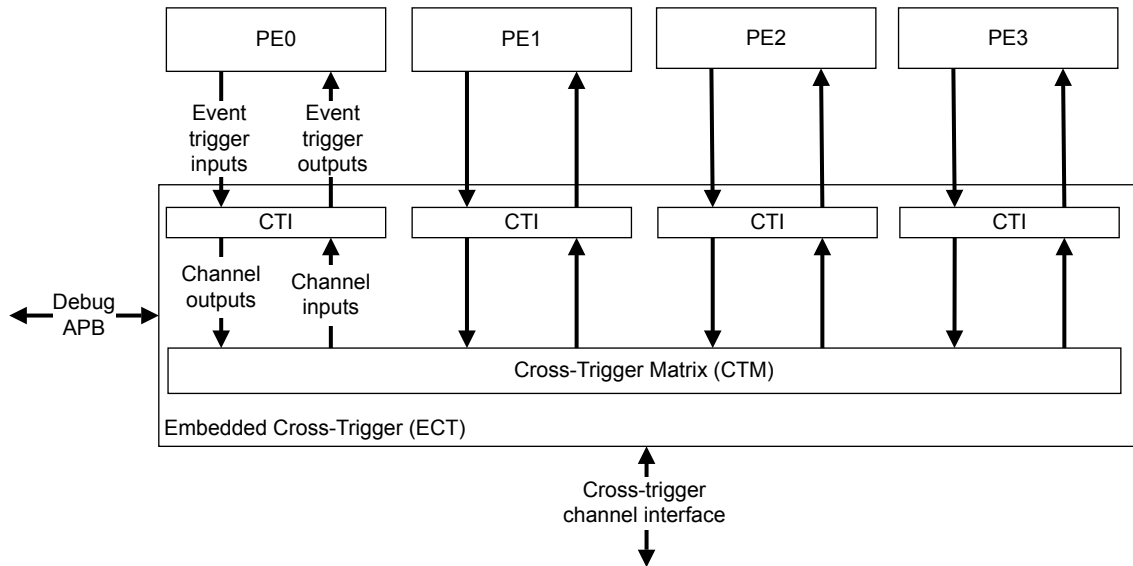 PE0
PE1
PE2
PE3
Event
trigger
inputs
Event
trigger
outputs
CTI
CTI
CTI
CTI
Channel
outputs
Channel
inputs
Debug
APB
Cross-Trigger Matrix (CTM)
Embedded Cross-Trigger (ECT)
Cross-trigger
channel interface